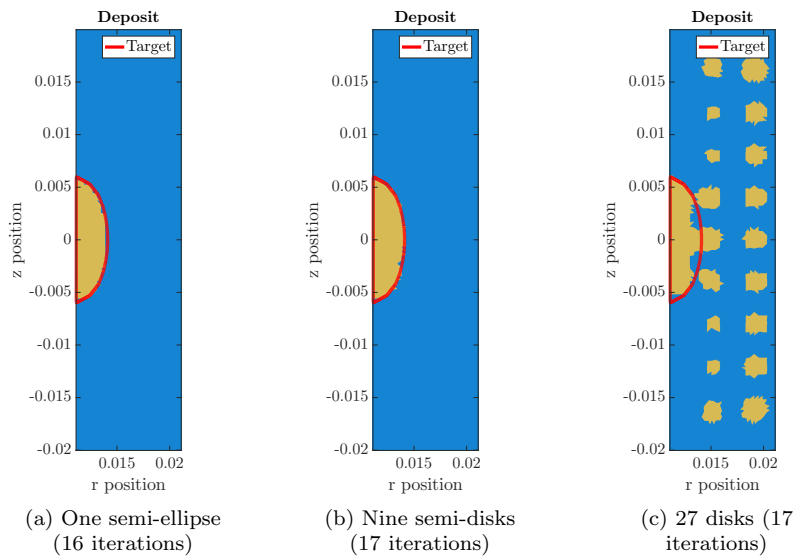 Deposit
Target
0.015
0.01
0.005
0
-0.005
-0.01
-0.015
-0.02
z position
0.015 0.02
r position
(a) One semi-ellipse
(16 iterations)
Deposit
Target
0.015
0.01
0.005
0
-0.005
-0.01
-0.015
-0.02
z position
0.015 0.02
r position
(b) Nine semi-disks
(17 iterations)
Deposit
Target
0.015
0.01
0.005
0
-0.005
-0.01
-0.015
-0.02
z position
0.015 0.02
r position
(c) 27 disks (17
iterations)